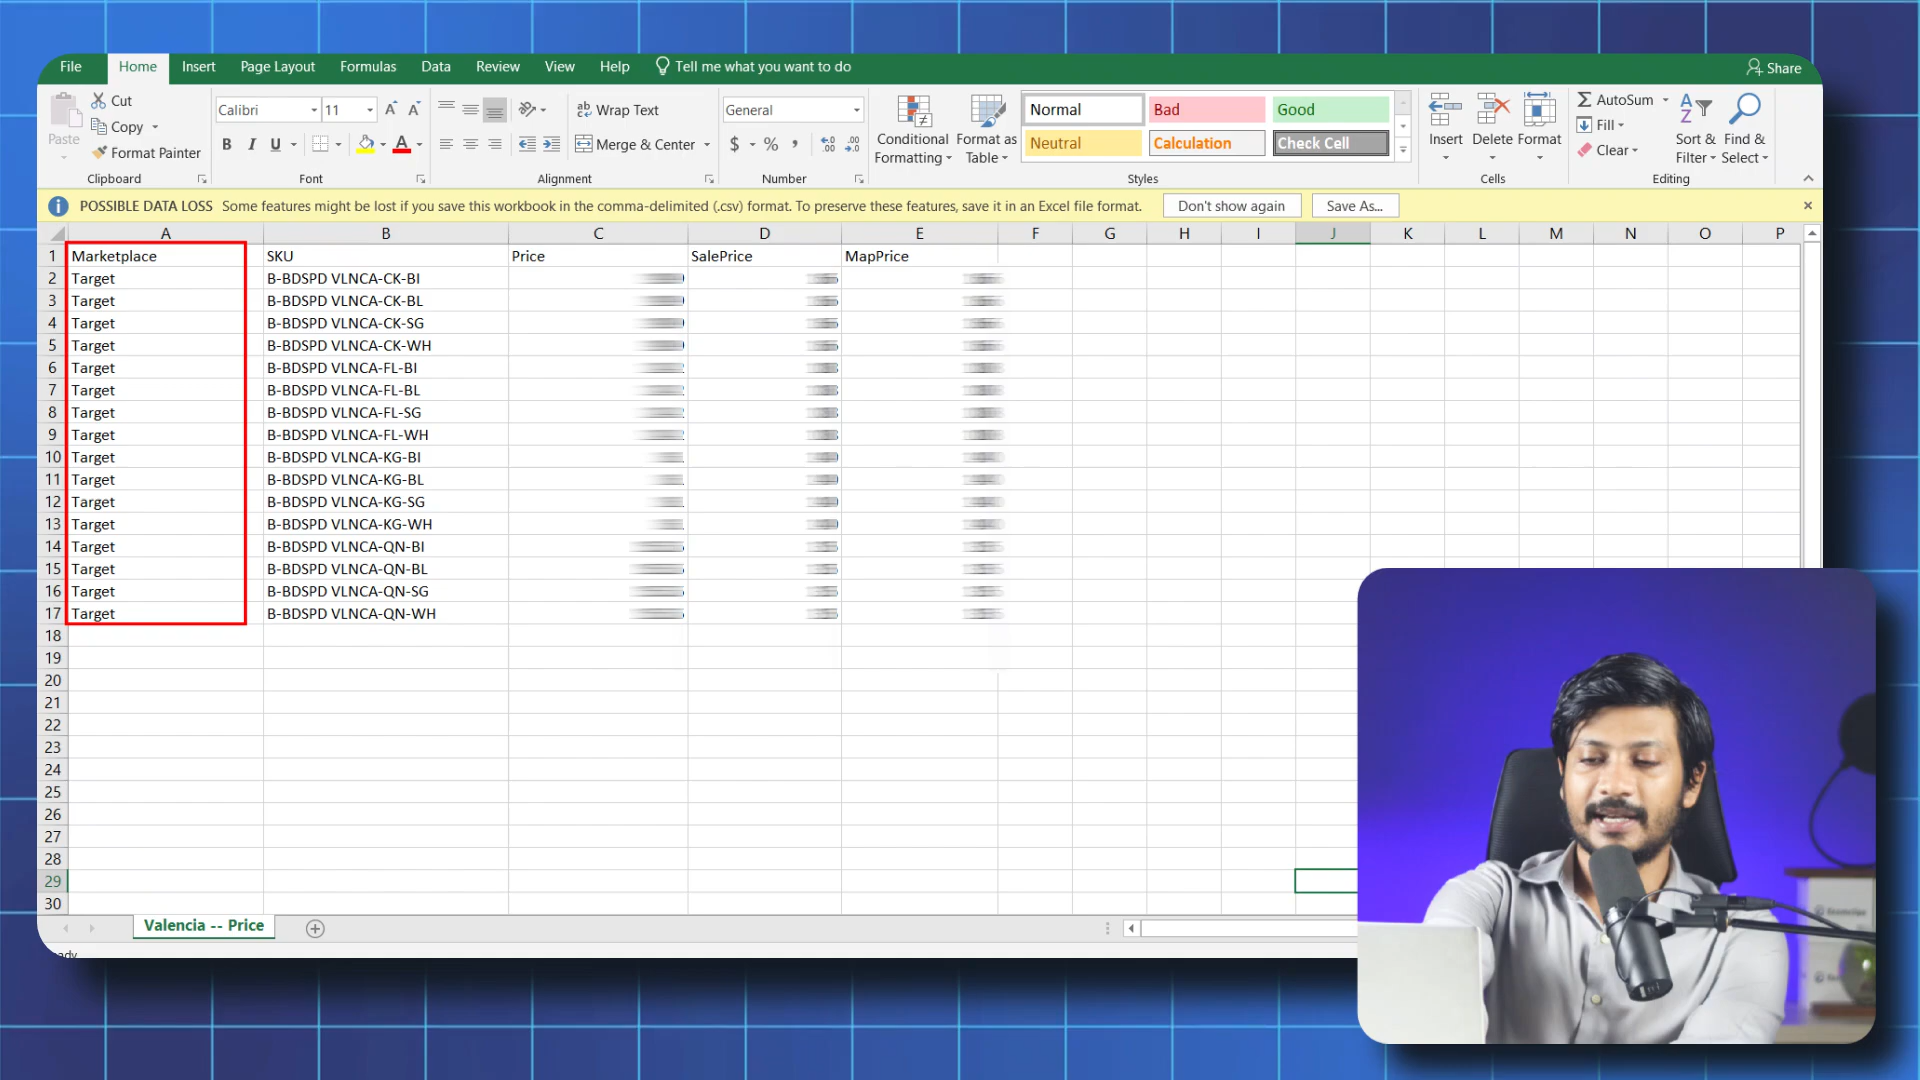 File Home Insert Page Layout Formulas Data Review View Help Tell me what you want to do Share
Cut Calibri 11 Wrap Text General Normal Bad Good AutoSum
Paste Copy Merge & Center $ % , Conditional Formatting Format as Table Neutral Calculation Check Cell Insert Delete Format Fill Sort & Filter Find & Select
Format Painter B I U Clear
Clipboard Font Alignment Number Styles Cells Editing
POSSIBLE DATA LOSS Some features might be lost if you save this workbook in the comma-delimited (.csv) format. To preserve these features, save it in an Excel file format. Don't show again Save As...
A B C D E F G H I J K L M N O P
1 Marketplace SKU Price SalePrice MapPrice
2 Target B-BDSPD VLNCA-CK-BI
3 Target B-BDSPD VLNCA-CK-BL
4 Target B-BDSPD VLNCA-CK-SG
5 Target B-BDSPD VLNCA-CK-WH
6 Target B-BDSPD VLNCA-FL-BI
7 Target B-BDSPD VLNCA-FL-BL
8 Target B-BDSPD VLNCA-FL-SG
9 Target B-BDSPD VLNCA-FL-WH
10 Target B-BDSPD VLNCA-KG-BI
11 Target B-BDSPD VLNCA-KG-BL
12 Target B-BDSPD VLNCA-KG-SG
13 Target B-BDSPD VLNCA-KG-WH
14 Target B-BDSPD VLNCA-QN-BI
15 Target B-BDSPD VLNCA-QN-BL
16 Target B-BDSPD VLNCA-QN-SG
17 Target B-BDSPD VLNCA-QN-WH
18
19
20
21
22
23
24
25
26
27
28
29
30
Valencia -- Price